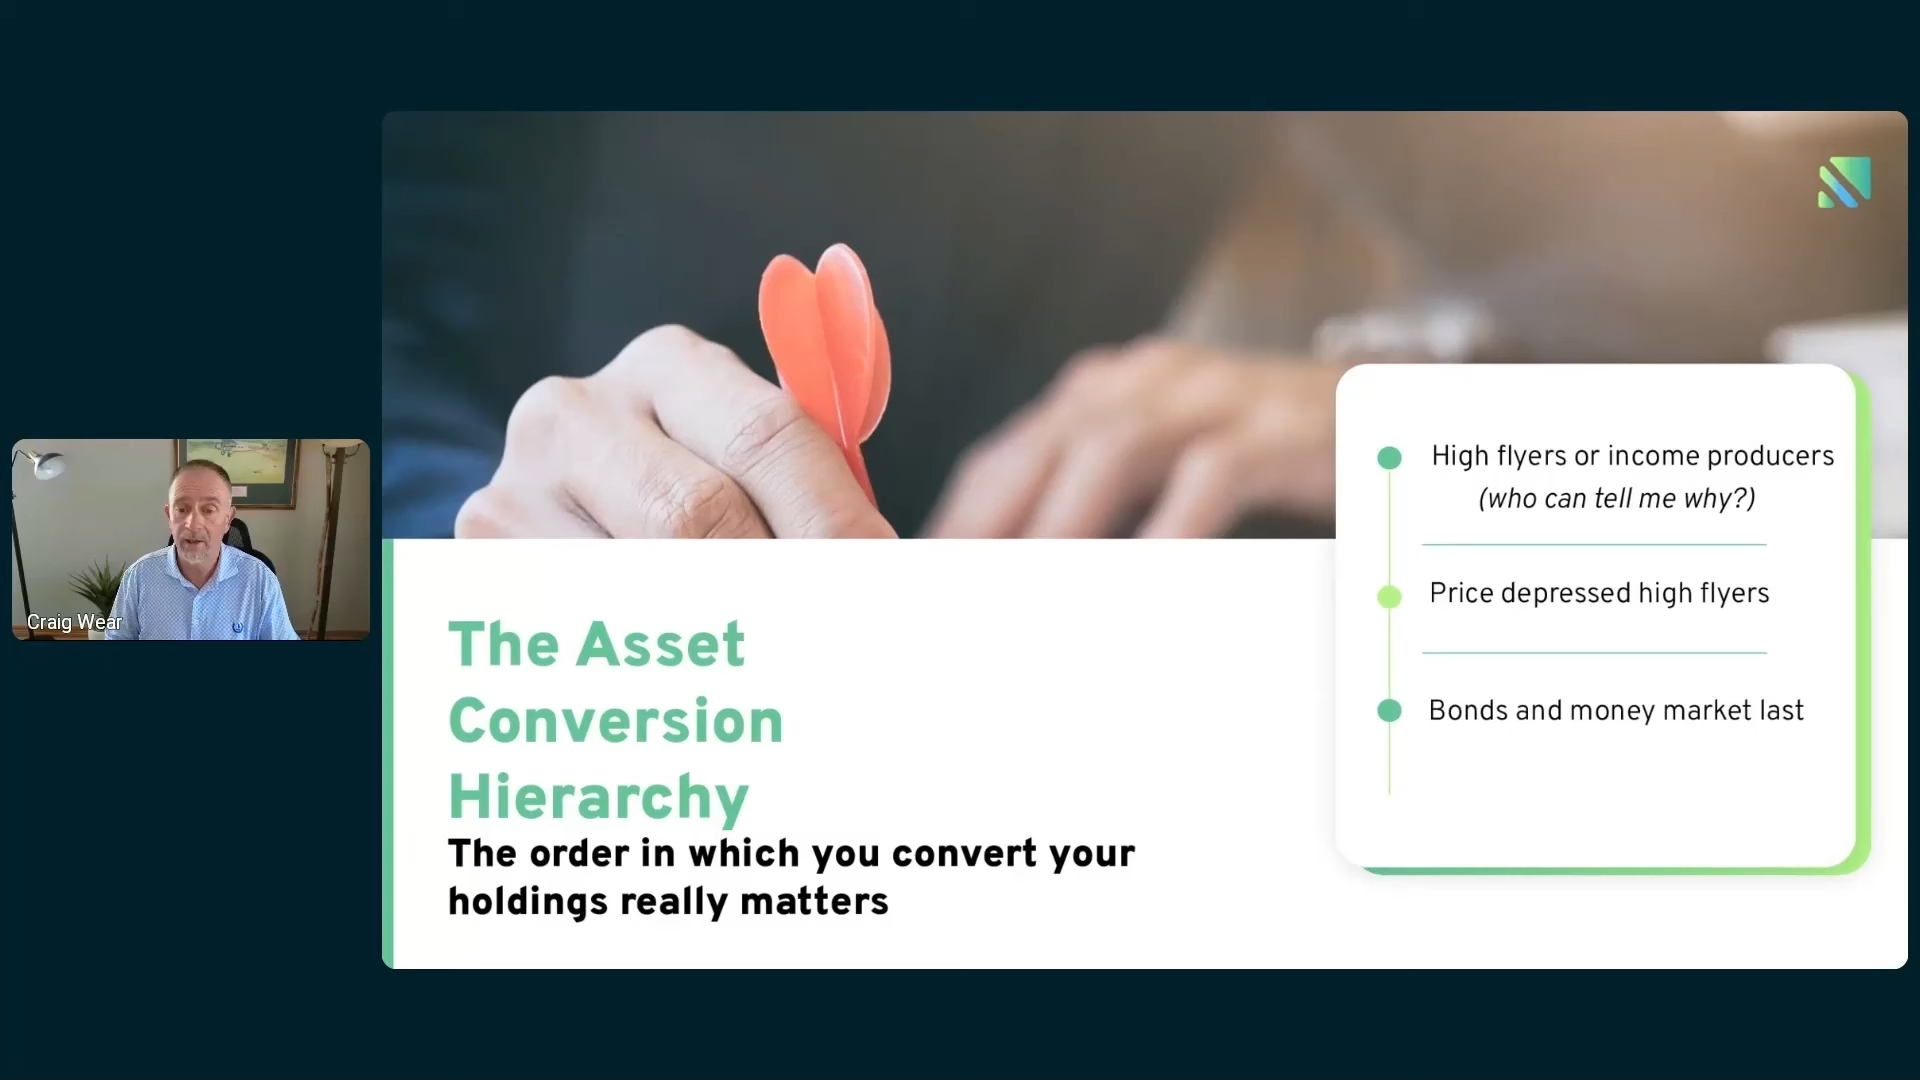 Craig Wear
The Asset
Conversion
Hierarchy
The order in which you convert your
holdings really matters
High flyers or income producers
(who can tell me why?)
Price depressed high flyers
Bonds and money market last